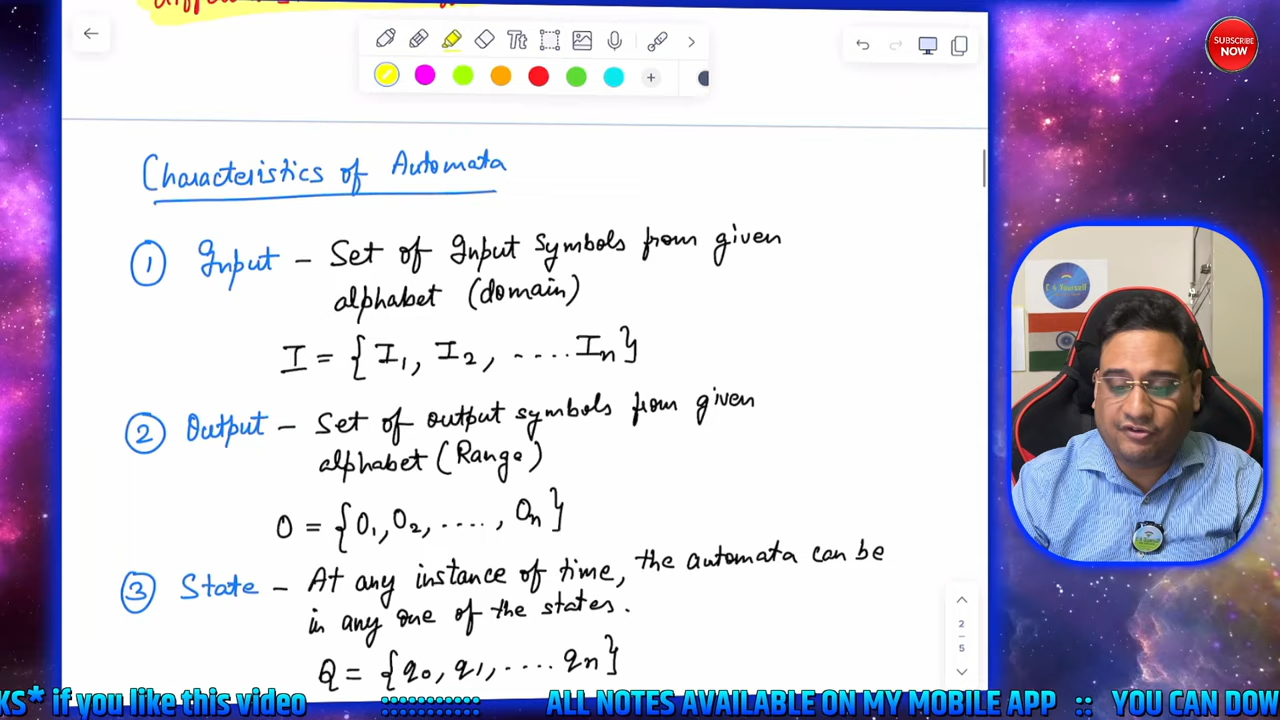 SUBSCRIBE
NOW
Tt
Characteristics of Automata
① Input - Set of Input symbols from given
alphabet (domain)
I = { I₁, I₂, ....Iₙ}
② Output - Set of output symbols from given
alphabet (Range)
O = {O₁, O₂, ...., Oₙ}
③ State - At any instance of time, the automata can be
in any one of the states.
Q = {q₀, q₁, .... qₙ}
2
5
KS* if you like this video :::::::::: ALL NOTES AVAILABLE ON MY MOBILE APP :: YOU CAN DOW